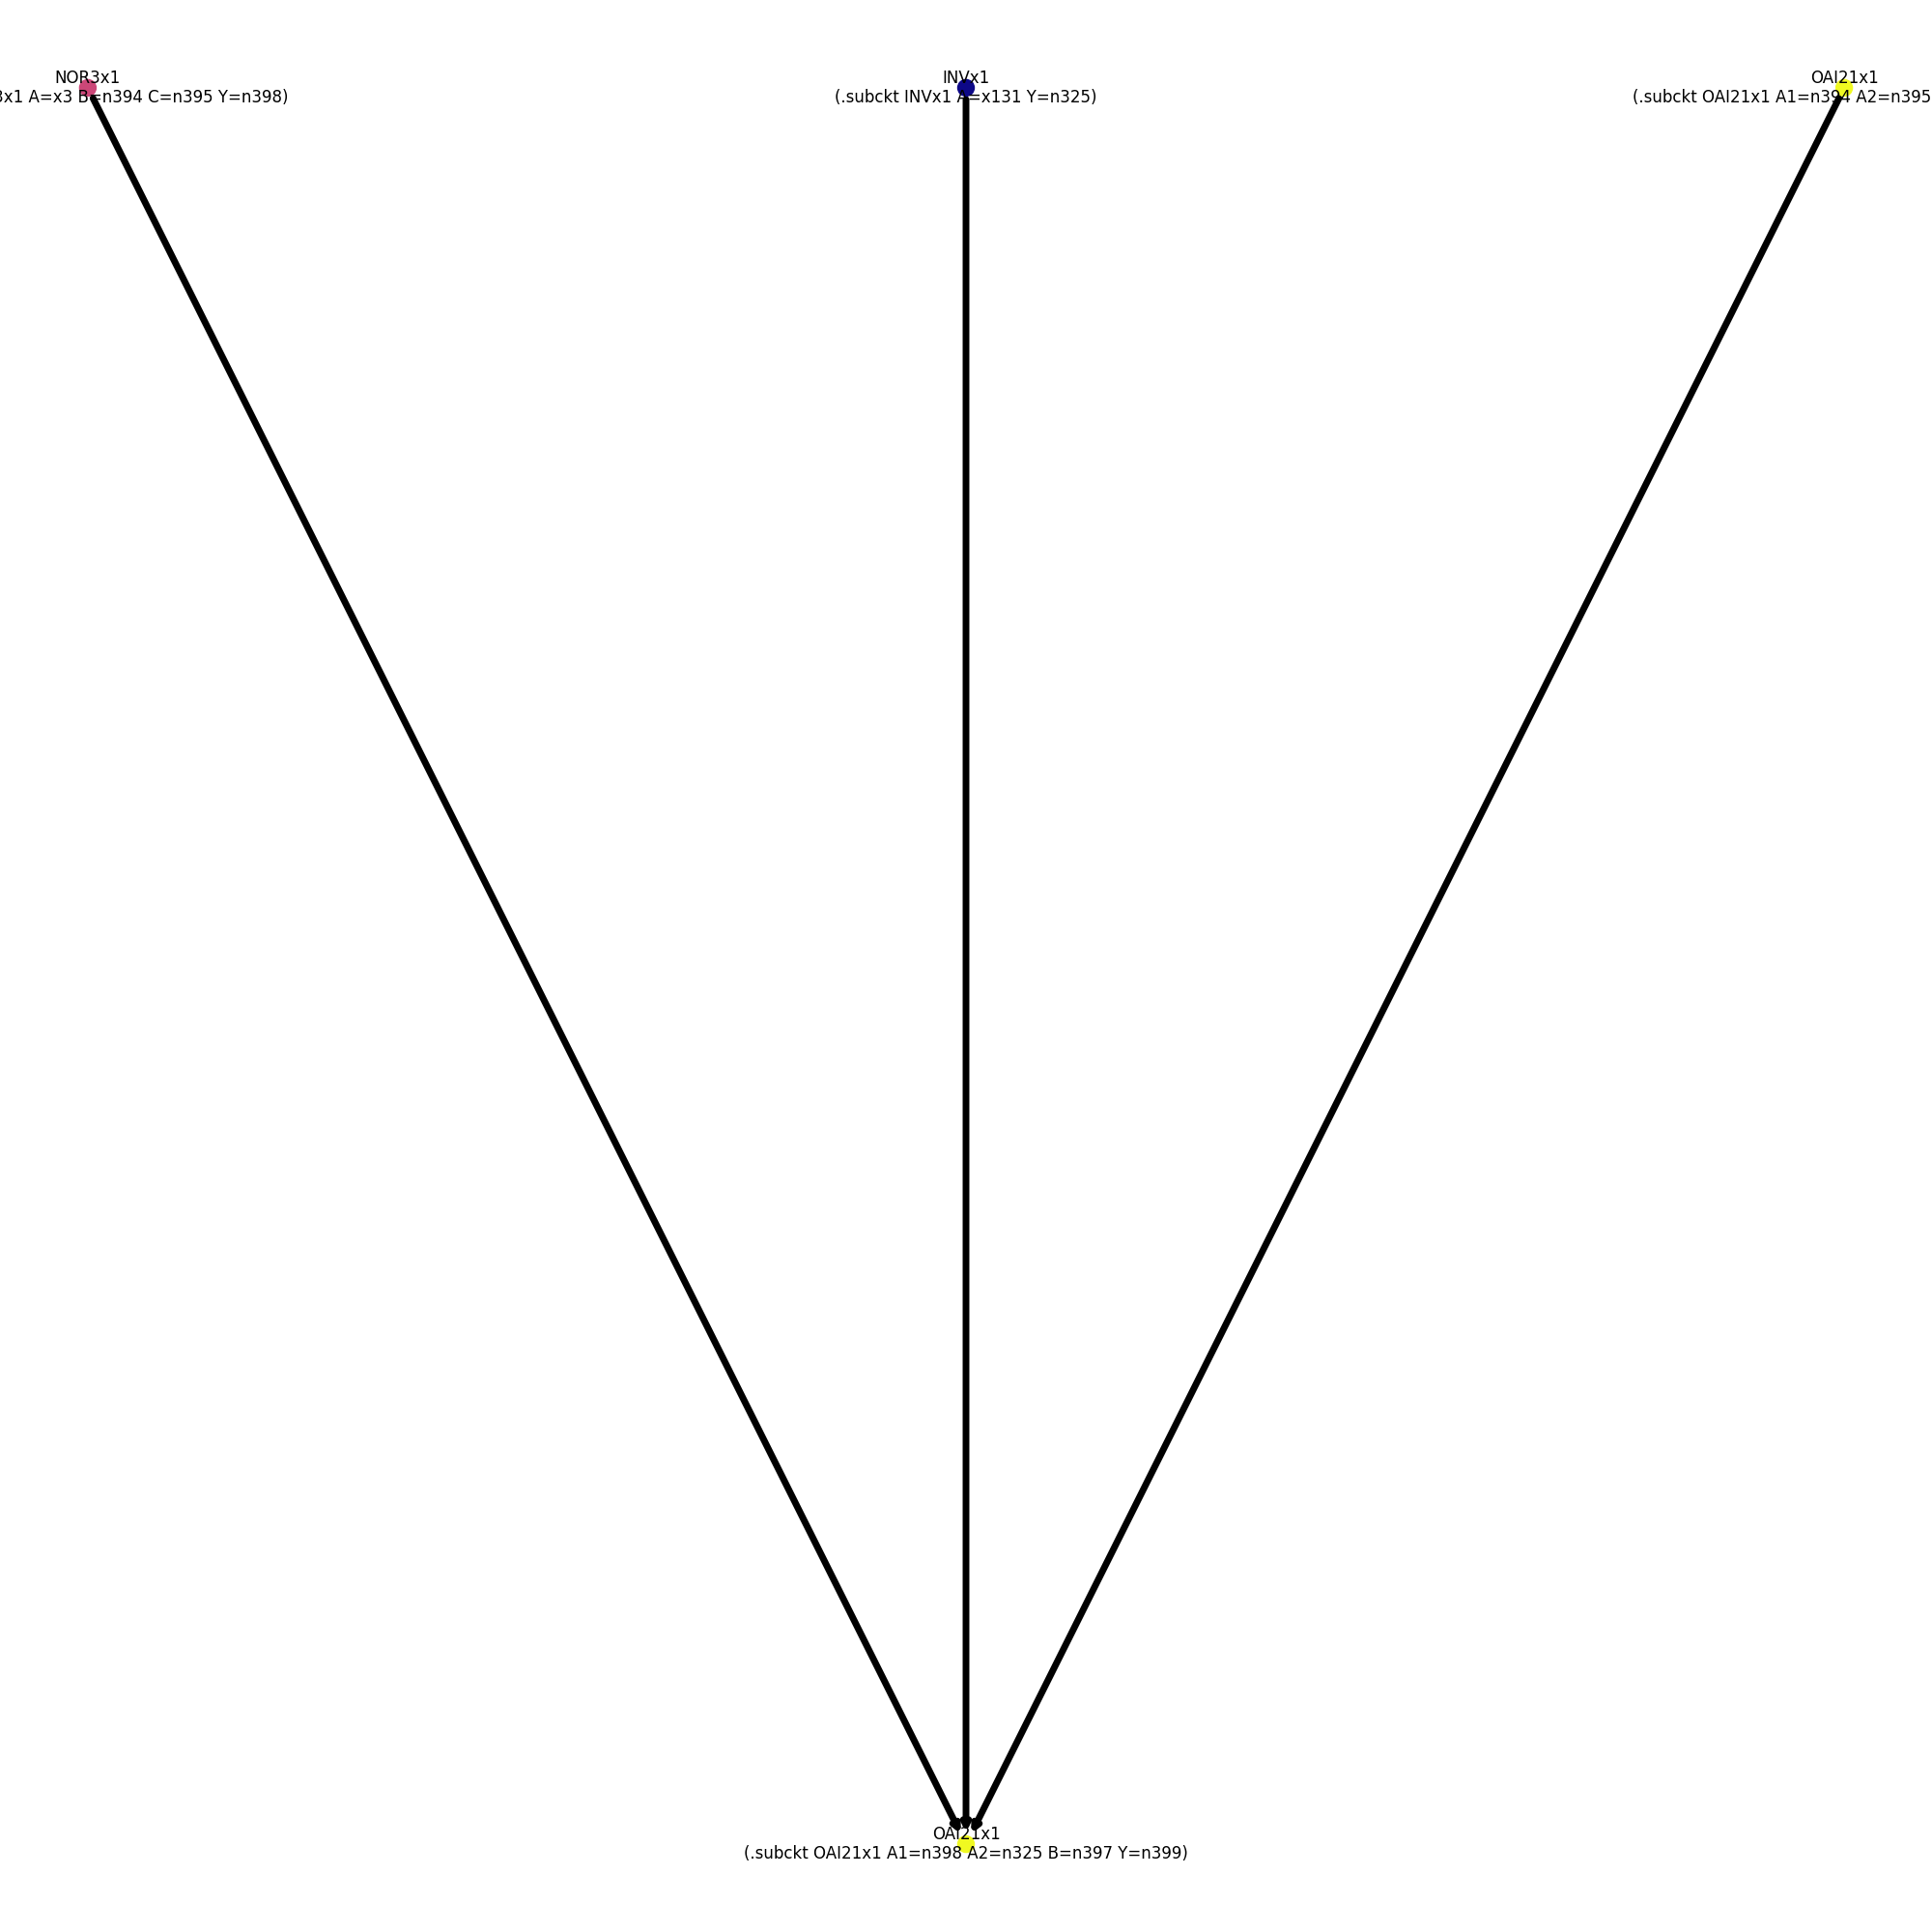 NOR3x1
3x1 A=x3 B=n394 C=n395 Y=n398)
INVx1
(.subckt INVx1 A=x131 Y=n325)
OAI21x1
(.subckt OAI21x1 A1=n394 A2=n395
OAI21x1
(.subckt OAI21x1 A1=n398 A2=n325 B=n397 Y=n399)